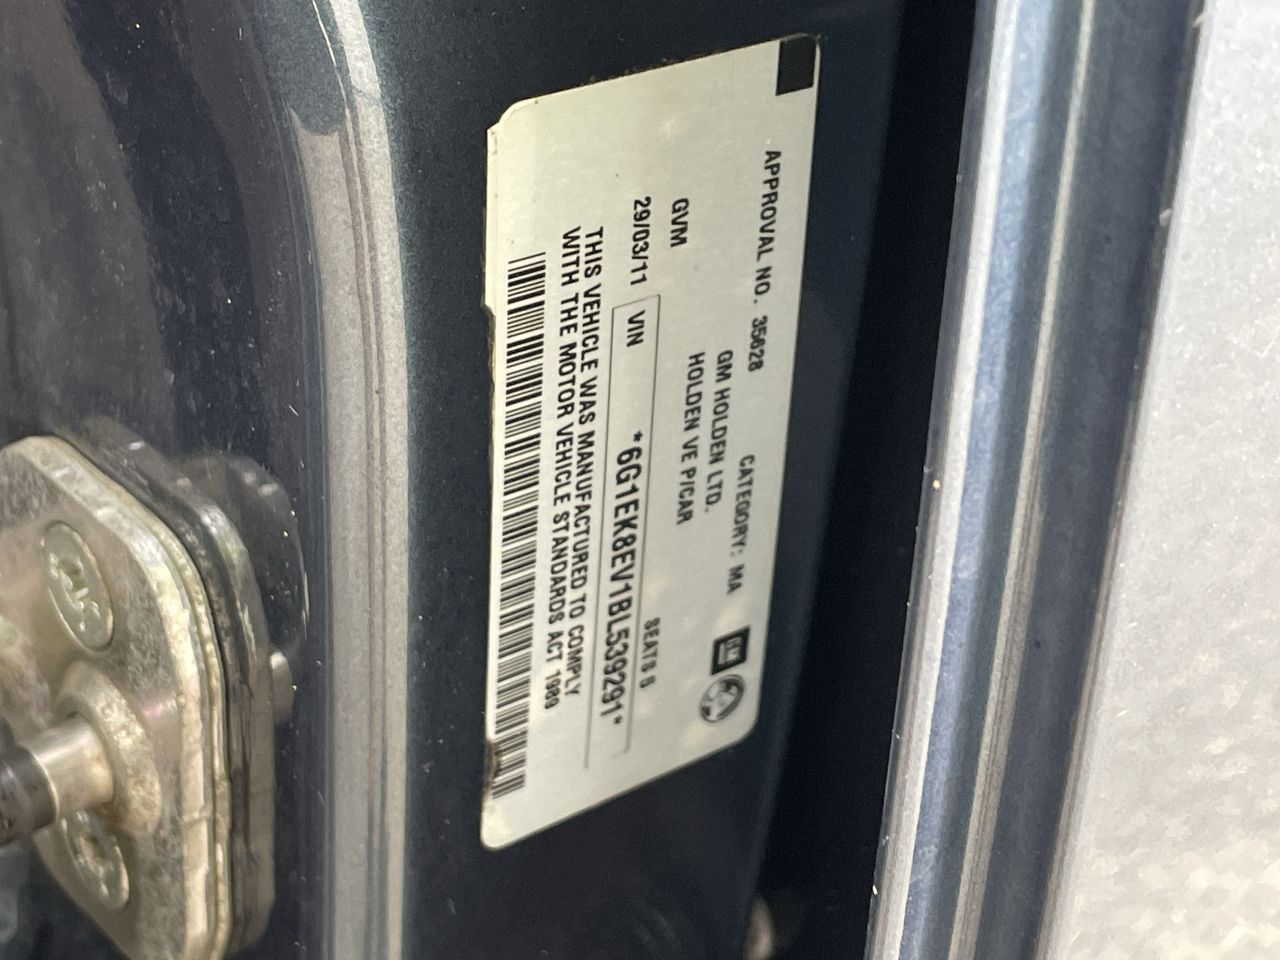 APPROVAL NO. 35628 CATEGORY: MA
GM HOLDEN LTD.
HOLDEN VE P/CAR
GM
GVM SEATS 5
29/03/11 VIN *6G1EK8EV1BL539291*
THIS VEHICLE WAS MANUFACTURED TO COMPLY
WITH THE MOTOR VEHICLE STANDARDS ACT 1989